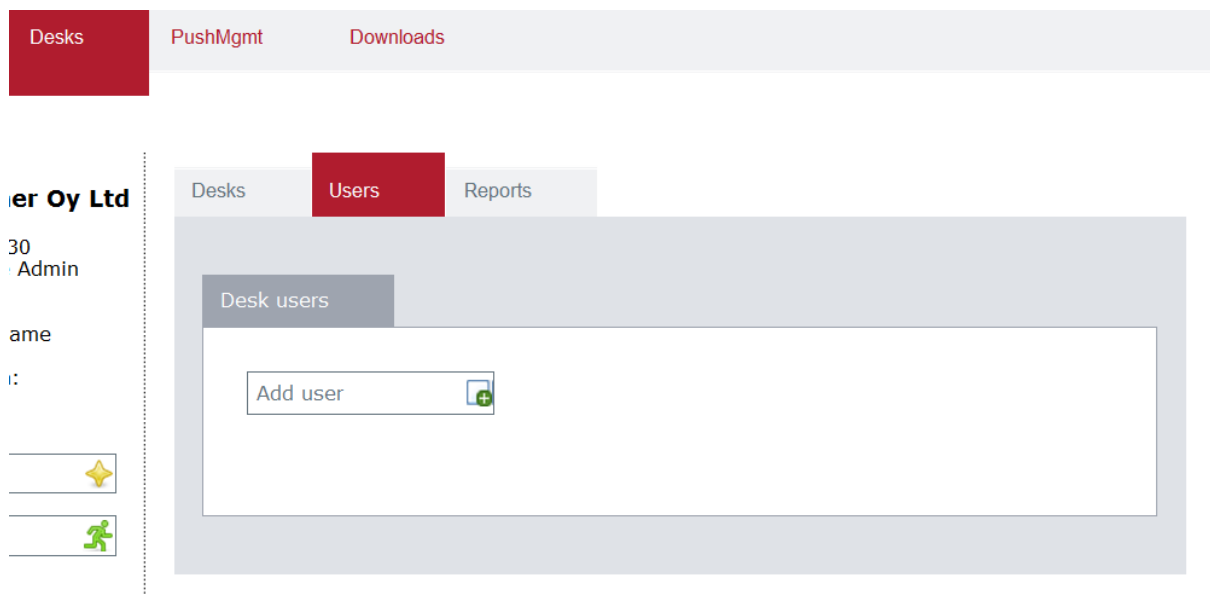 Desks PushMgmt Downloads
er Oy Ltd
30
Admin
ame
:
Desks Users Reports
Desk users
Add user